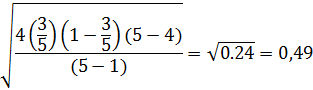 √(4(3/5)(1−3/5)(5−4)/(5−1)) = √0.24 = 0,49